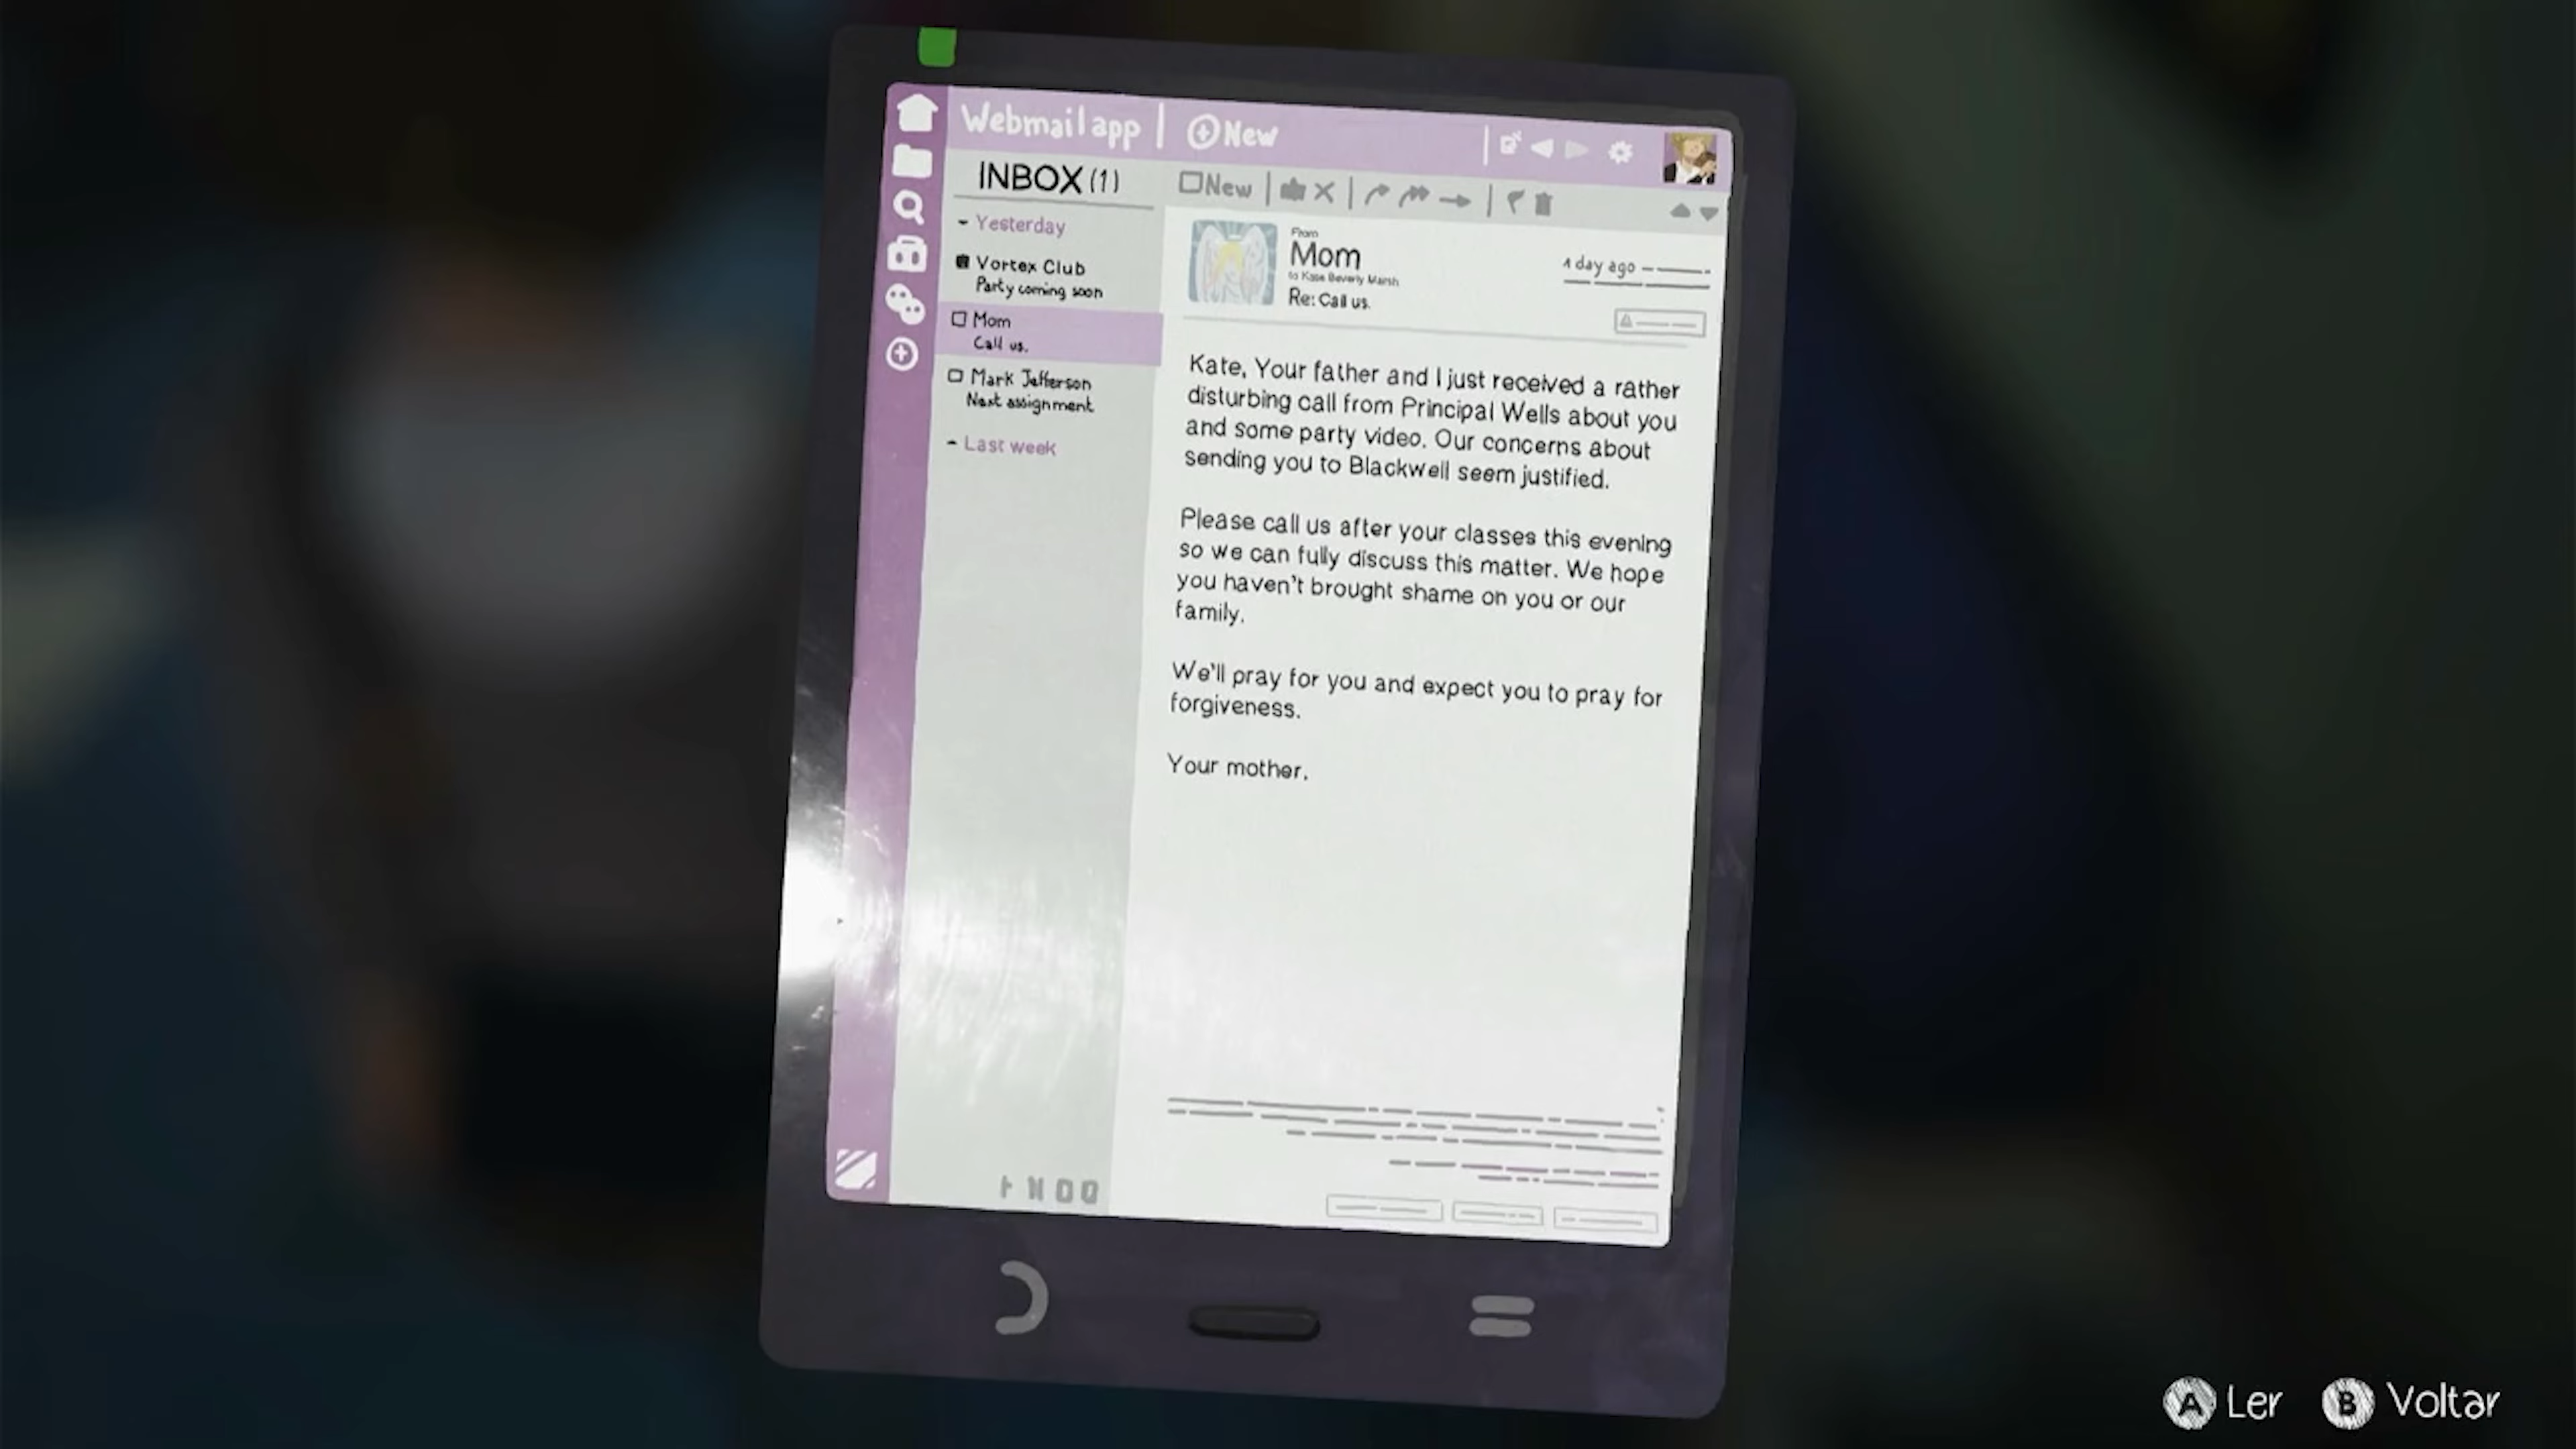 Webmail app | New
INBOX (1)
New
- Yesterday
Vortex Club
Party coming soon
Mom
Call us.
Mark Jefferson
Next assignment
- Last week
From
Mom
to Kate Beverly Marsh
Re: Call us.
1 day ago
Kate, Your father and I just received a rather
disturbing call from Principal Wells about you
and some party video. Our concerns about
sending you to Blackwell seem justified.
Please call us after your classes this evening
so we can fully discuss this matter. We hope
you haven't brought shame on you or our
family.
We'll pray for you and expect you to pray for
forgiveness.
Your mother.
A Ler B Voltar